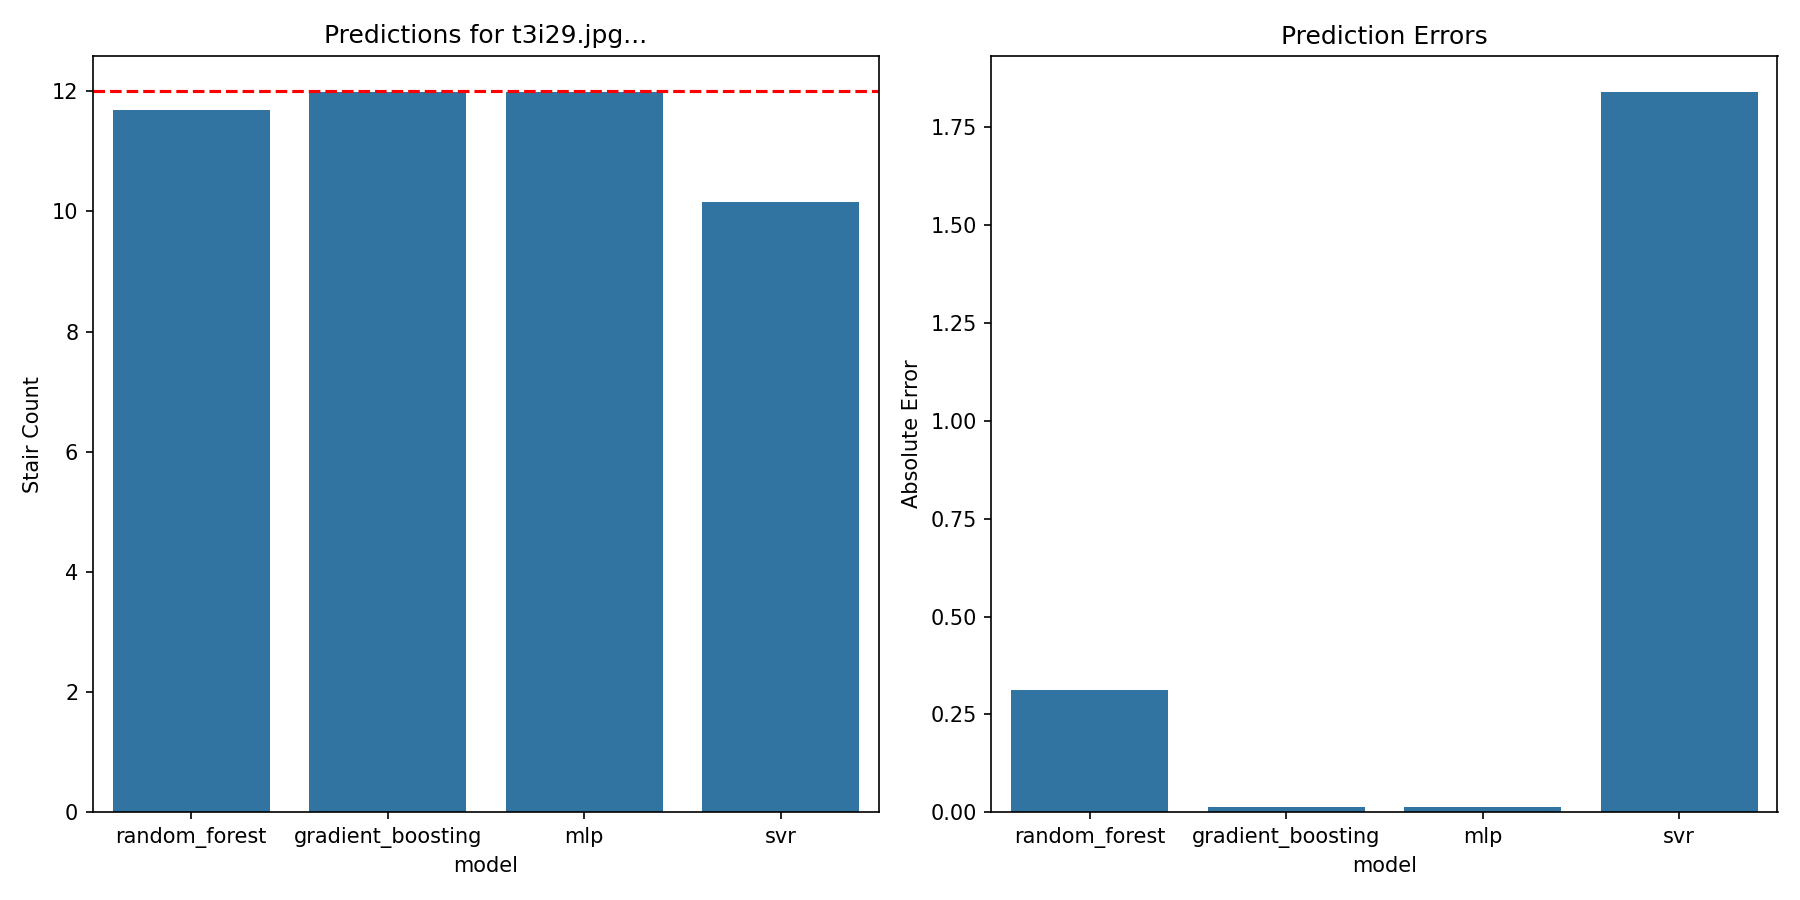 Predictions for t3i29.jpg...
12
10
8
6
4
2
0
Stair Count
random_forest gradient_boosting mlp svr
model
Prediction Errors
1.75
1.50
1.25
1.00
0.75
0.50
0.25
0.00
Absolute Error
random_forest gradient_boosting mlp svr
model